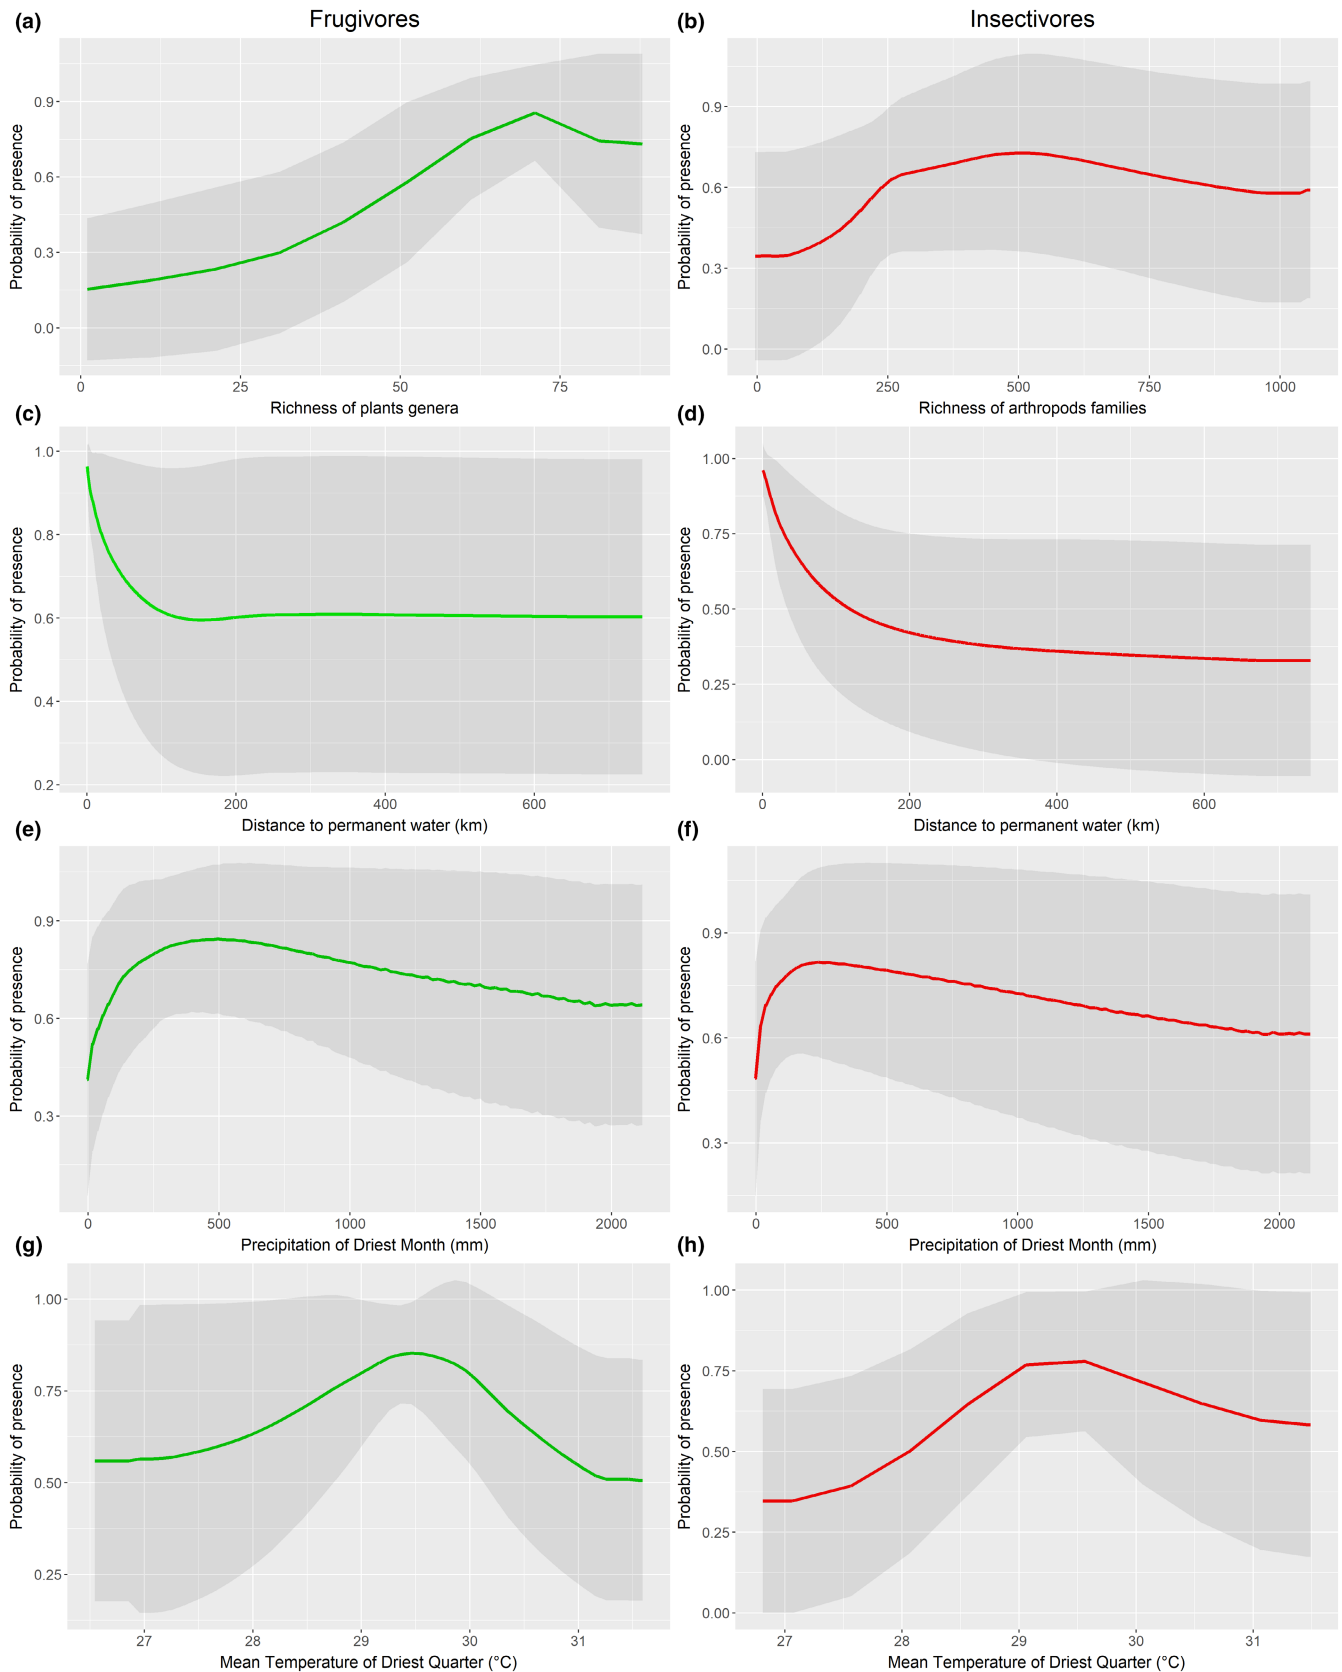 (a) Frugivores
(b) Insectivores
Probability of presence
0.9
0.6
0.3
0.0
0 25 50 75
Richness of plants genera
Probability of presence
0.9
0.6
0.3
0.0
0 250 500 750 1000
Richness of arthropods families
(c)
Probability of presence
1.0
0.8
0.6
0.4
0.2
0 200 400 600
Distance to permanent water (km)
(d)
Probability of presence
1.00
0.75
0.50
0.25
0.00
0 200 400 600
Distance to permanent water (km)
(e)
Probability of presence
0.9
0.6
0.3
0 500 1000 1500 2000
Precipitation of Driest Month (mm)
(f)
Probability of presence
0.9
0.6
0.3
0 500 1000 1500 2000
Precipitation of Driest Month (mm)
(g)
Probability of presence
1.00
0.75
0.50
0.25
27 28 29 30 31
Mean Temperature of Driest Quarter (°C)
(h)
Probability of presence
1.00
0.75
0.50
0.25
0.00
27 28 29 30 31
Mean Temperature of Driest Quarter (°C)